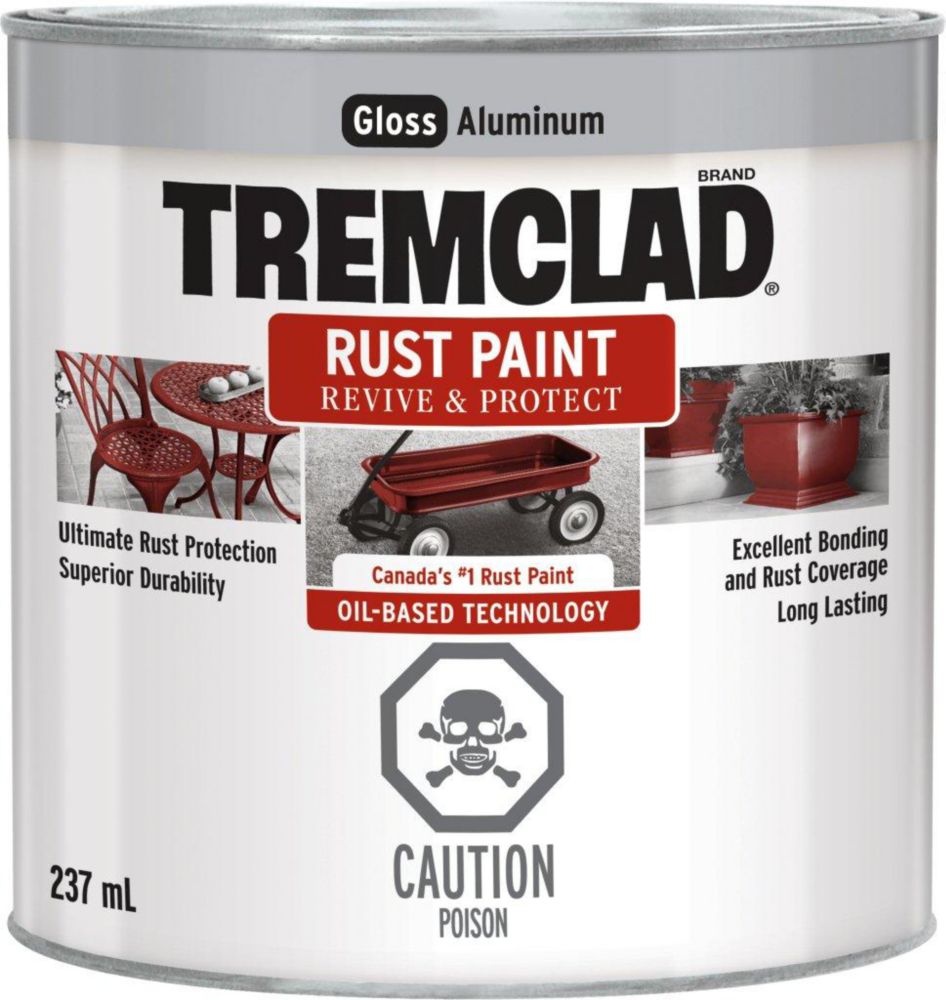 Gloss Aluminum
BRAND
TREMCLAD®
RUST PAINT
REVIVE & PROTECT
Ultimate Rust Protection
Superior Durability
Canada's #1 Rust Paint
OIL-BASED TECHNOLOGY
Excellent Bonding
and Rust Coverage
Long Lasting
CAUTION
POISON
237 mL